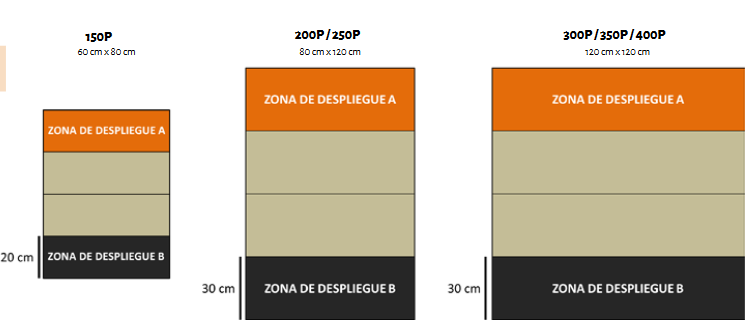 150P
60 cm x 80 cm
ZONA DE DESPLIEGUE A
20 cm
ZONA DE DESPLIEGUE B
200P / 250P
80 cm x 120 cm
ZONA DE DESPLIEGUE A
30 cm
ZONA DE DESPLIEGUE B
300P / 350P / 400P
120 cm x 120 cm
ZONA DE DESPLIEGUE A
30 cm
ZONA DE DESPLIEGUE B